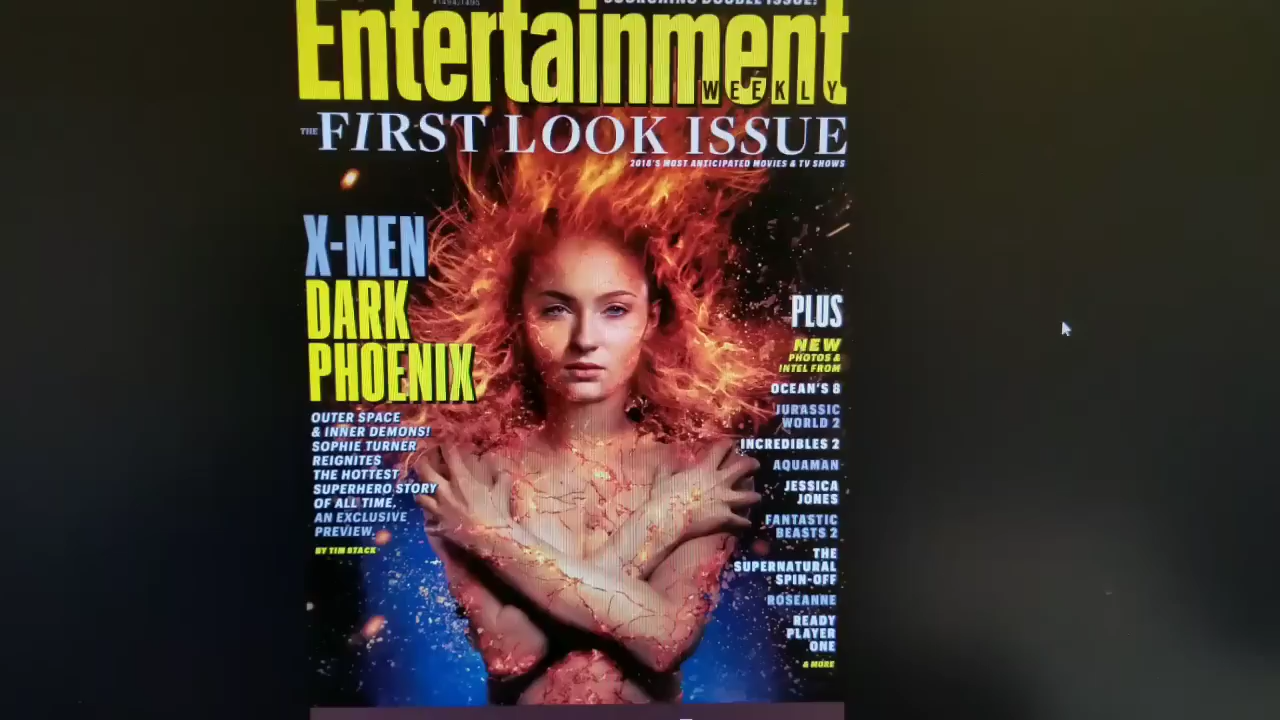 SCORCHING DOUBLE ISSUE!
Entertainment
WEEKLY
THE FIRST LOOK ISSUE
2018'S MOST ANTICIPATED MOVIES & TV SHOWS
X-MEN
DARK
PHOENIX
OUTER SPACE
& INNER DEMONS!
SOPHIE TURNER
REIGNITES
THE HOTTEST
SUPERHERO STORY
OF ALL TIME,
AN EXCLUSIVE
PREVIEW.
BY TIM STACK
PLUS
NEW
PHOTOS &
INTEL FROM
OCEAN'S 8
JURASSIC
WORLD 2
INCREDIBLES 2
AQUAMAN
JESSICA
JONES
FANTASTIC
BEASTS 2
THE
SUPERNATURAL
SPIN-OFF
ROSEANNE
READY
PLAYER
ONE
& MORE